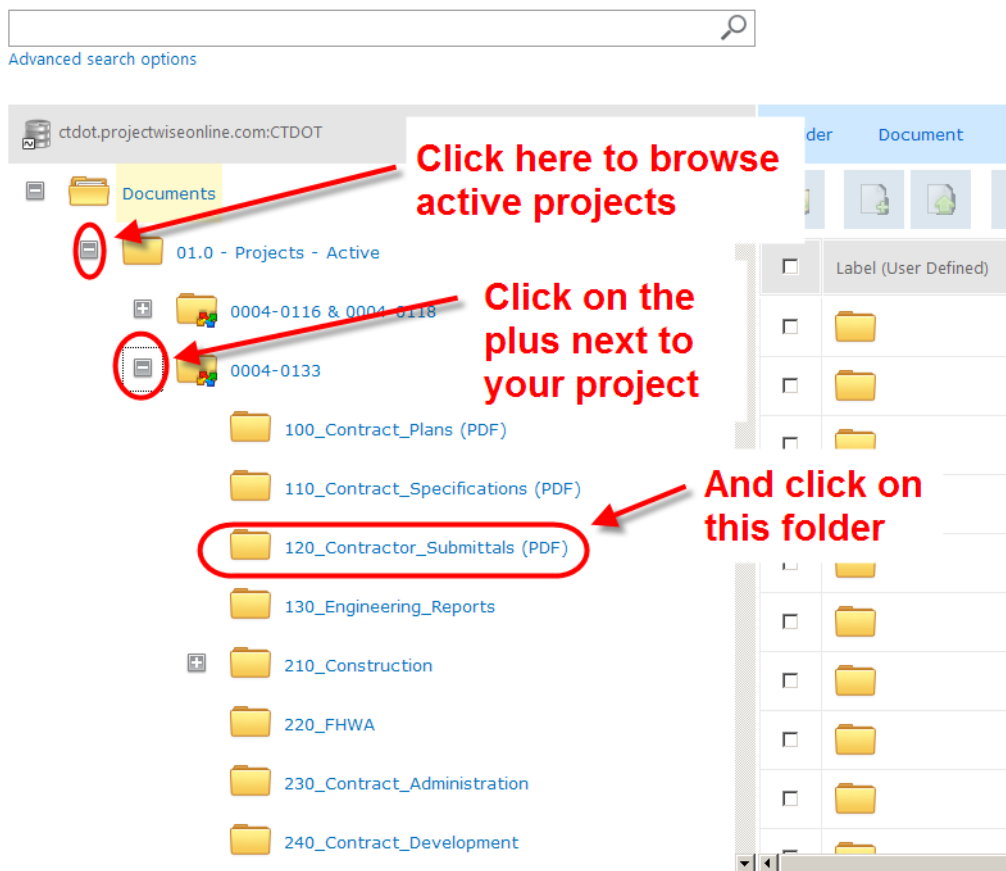 Advanced search options
ctdot.projectwiseonline.com:CTDOT
der Document
Click here to browse
active projects
Documents
01.0 - Projects - Active
Label (User Defined)
0004-0116 & 0004-0118
Click on the
plus next to
your project
0004-0133
100_Contract_Plans (PDF)
110_Contract_Specifications (PDF)
And click on
this folder
120_Contractor_Submittals (PDF)
130_Engineering_Reports
210_Construction
220_FHWA
230_Contract_Administration
240_Contract_Development